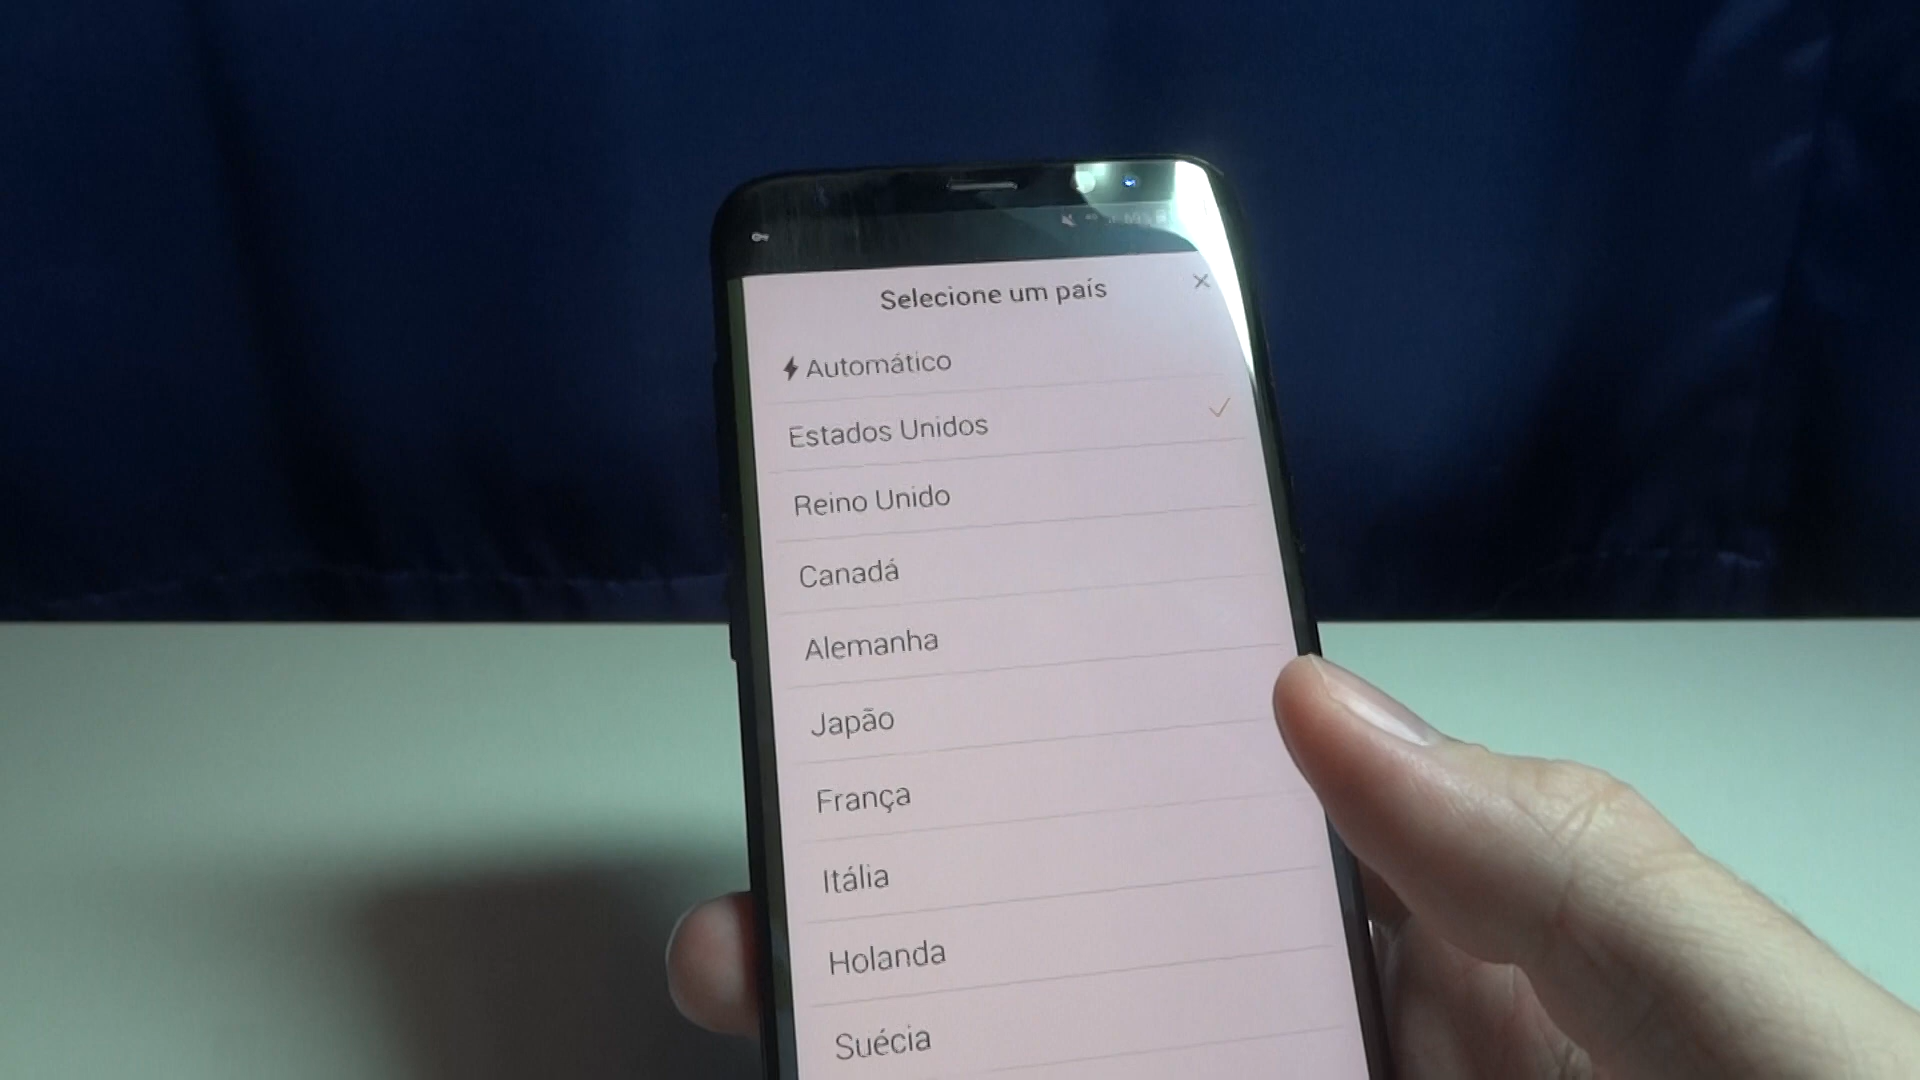 Selecione um país
Automático
Estados Unidos
Reino Unido
Canadá
Alemanha
Japão
França
Itália
Holanda
Suécia